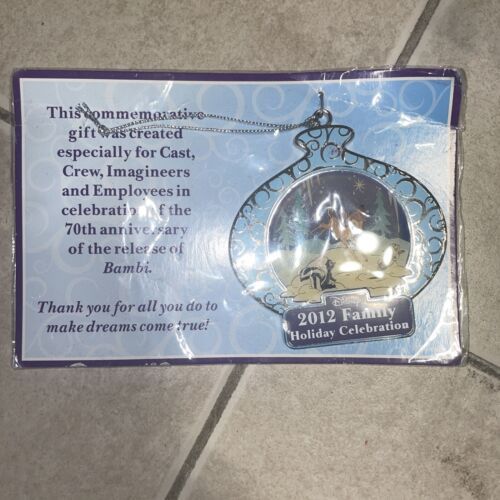 This commemorative
gift was created
especially for Cast,
Crew, Imagineers
and Employees in
celebration of the
70th anniversary
of the release of
Bambi.
Thank you for all you do to
make dreams come true!
Disney
2012 Family
Holiday Celebration